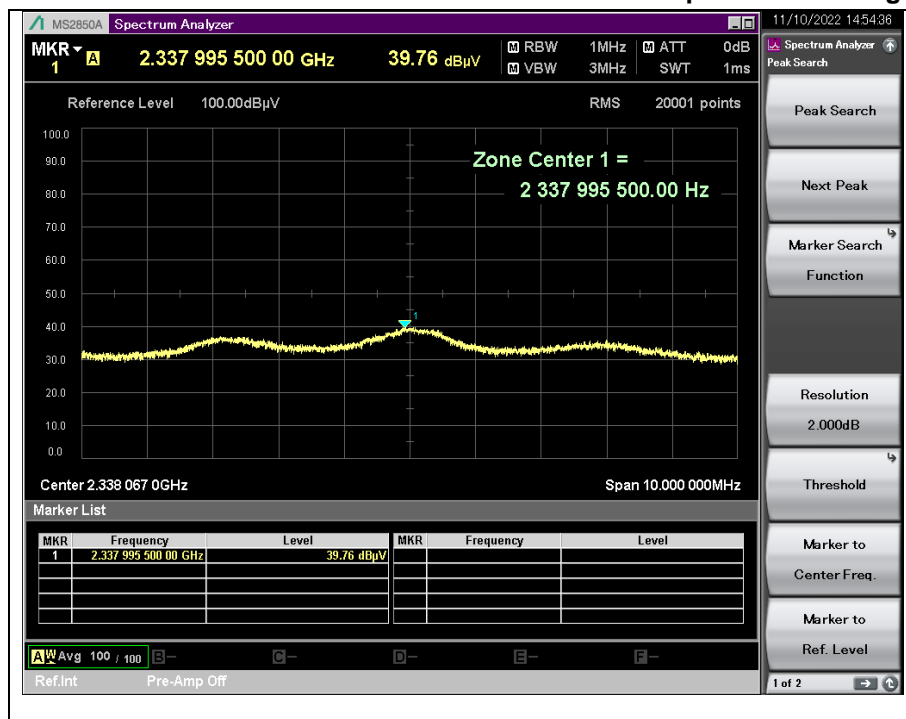 MS2850A Spectrum Analyzer
11/10/2022 14:54:36
MKR 1 A 2.337 995 500 00 GHz 39.76 dBµV
M RBW 1MHz M ATT 0dB
M VBW 3MHz SWT 1ms
Reference Level 100.00dBµV RMS 20001 points
100.0
90.0
80.0
70.0
60.0
50.0
40.0
30.0
20.0
10.0
0.0
Zone Center 1 =
2 337 995 500.00 Hz
1
Center 2.338 067 0GHz Span 10.000 000MHz
Marker List
MKR Frequency Level MKR Frequency Level
1 2.337 995 500 00 GHz 39.76 dBµV
A W Avg 100 / 100 B- C- D- E- F-
Ref.Int Pre-Amp Off
Spectrum Analyzer
Peak Search
Peak Search
Next Peak
Marker Search
Function
Resolution
2.000dB
Threshold
Marker to
Center Freq.
Marker to
Ref. Level
1 of 2